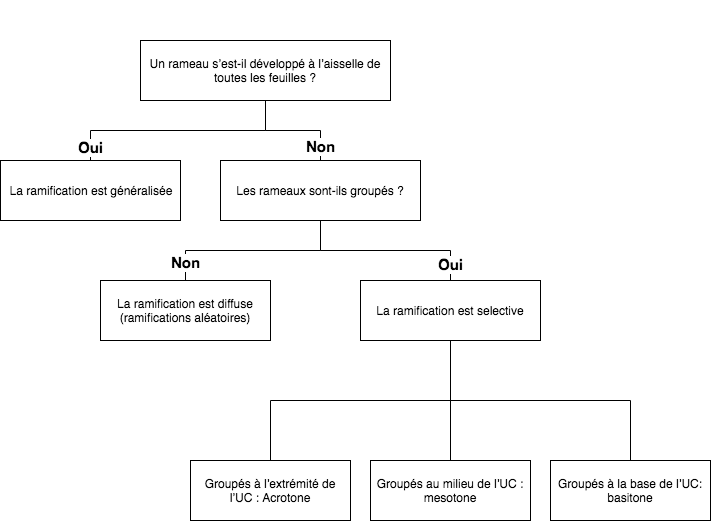 Un rameau s'est-il développé à l'aisselle de
toutes les feuilles ?
Oui
Non
La ramification est généralisée
Les rameaux sont-ils groupés ?
Non
Oui
La ramification est diffuse
(ramifications aléatoires)
La ramification est selective
Groupés à l'extrémité de
l'UC : Acrotone
Groupés au milieu de l'UC :
mesotone
Groupés à la base de l'UC:
basitone